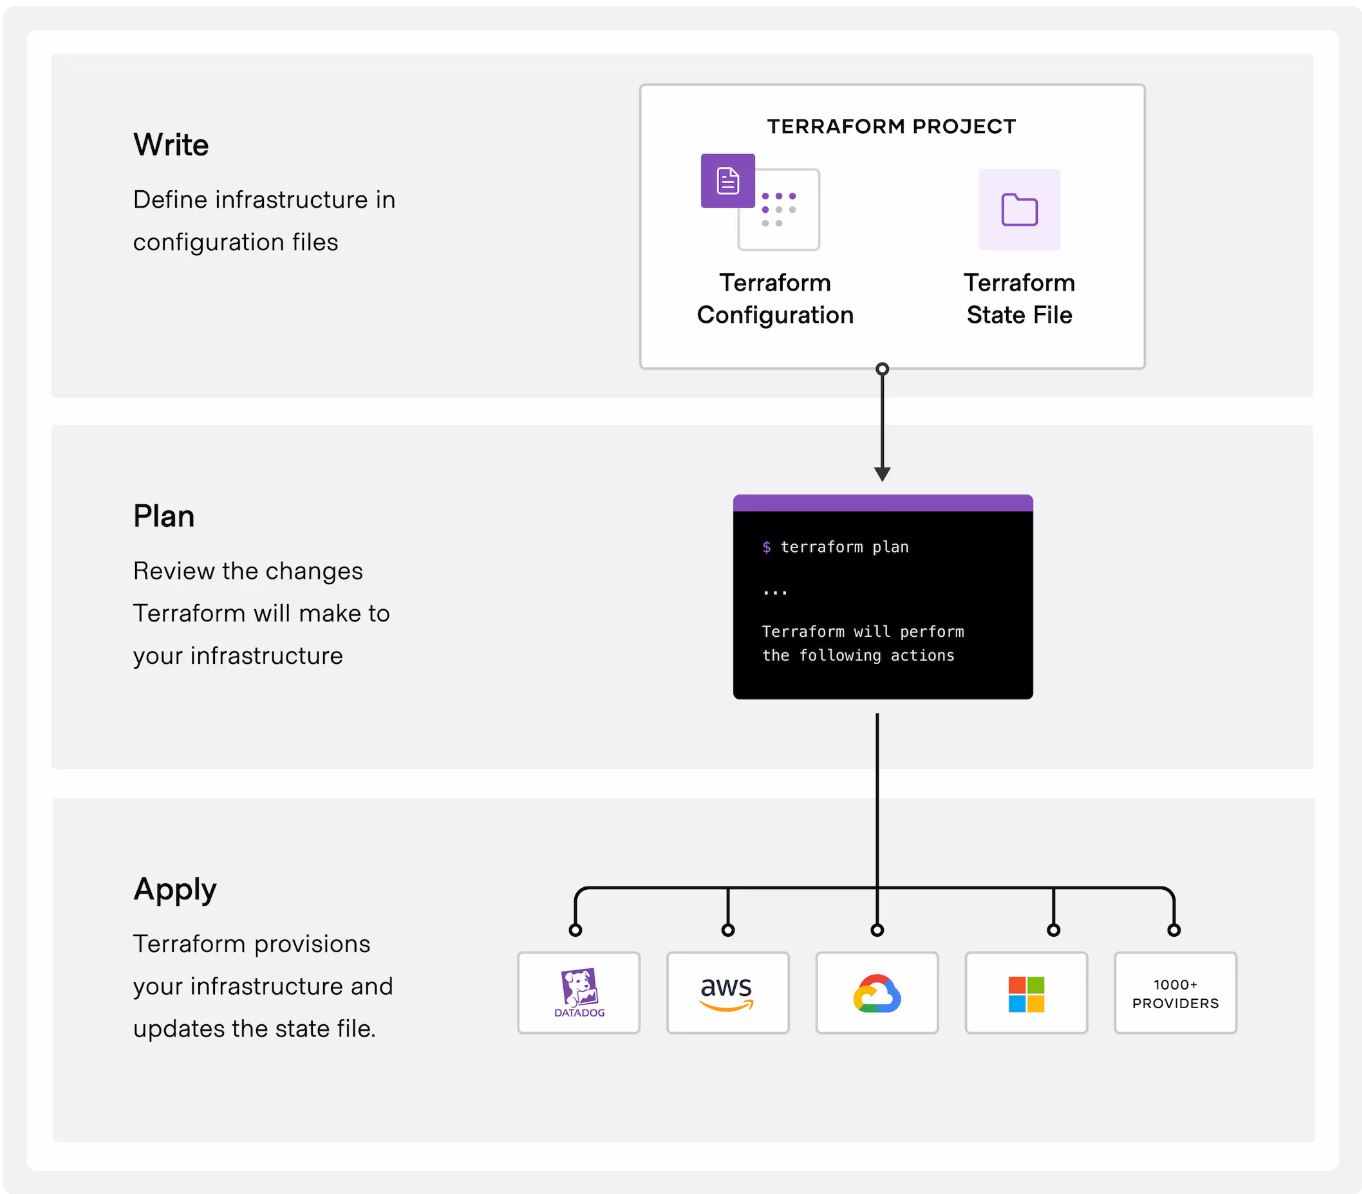 Write
Define infrastructure in
configuration files
TERRAFORM PROJECT
Terraform
Configuration
Terraform
State File
Plan
Review the changes
Terraform will make to
your infrastructure
$ terraform plan
...
Terraform will perform
the following actions
Apply
Terraform provisions
your infrastructure and
updates the state file.
DATADOG
aws
1000+
PROVIDERS